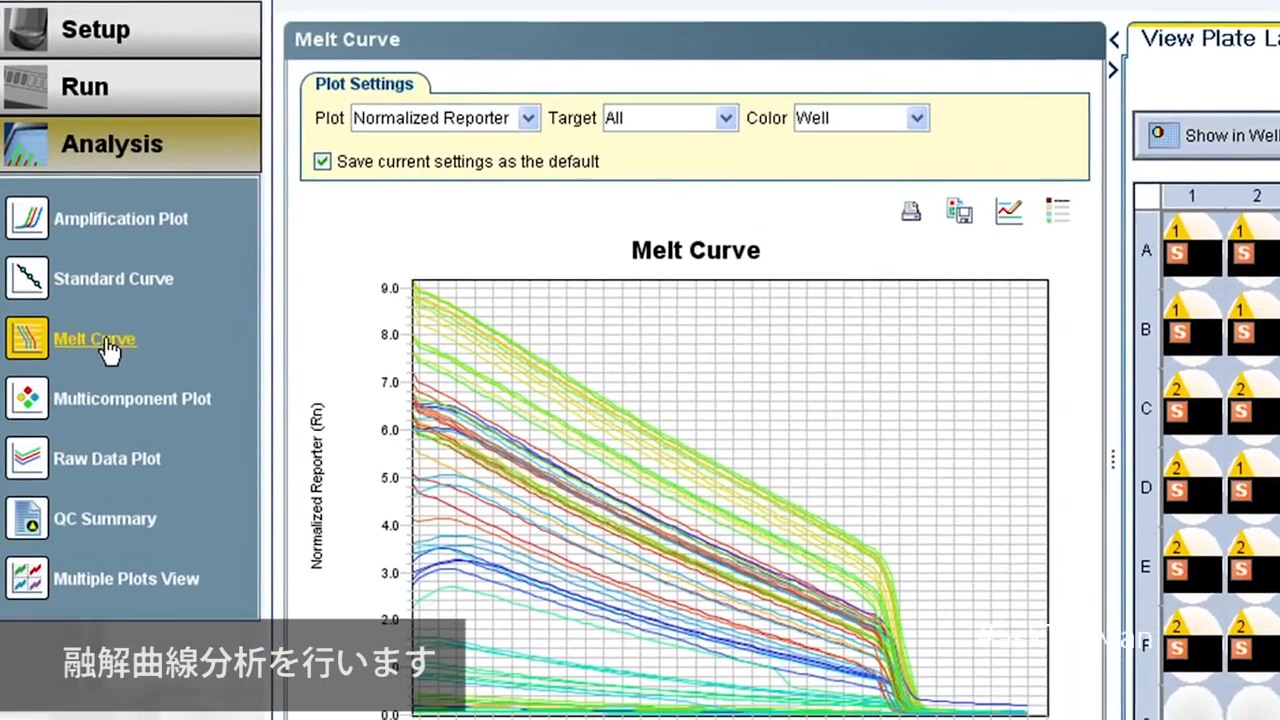 Setup
Run
Analysis
Amplification Plot
Standard Curve
Melt Curve
Multicomponent Plot
Raw Data Plot
QC Summary
Multiple Plots View
Melt Curve
Plot Settings
Plot Normalized Reporter Target All Color Well
Save current settings as the default
Melt Curve
Normalized Reporter (Rn)
9.0
8.0
7.0
6.0
5.0
4.0
3.0
2.0
0.0
View Plate La
Show in Well
1 2
A 1 S 1 S
B 1 S 1 S
C 2 S 2 S
D 2 S 1 S
E 2 S 2 S
F 2 S 2 S
融解曲線分析を行います